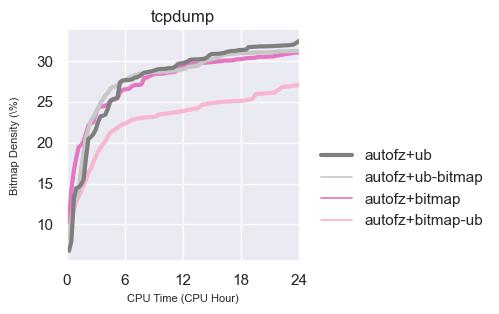 tcpdump
Bitmap Density (\%)
30
25
20
15
10
0
6
12
18
24
CPU Time (CPU Hour)
autofz+ub
autofz+ub-bitmap
autofz+bitmap
autofz+bitmap-ub